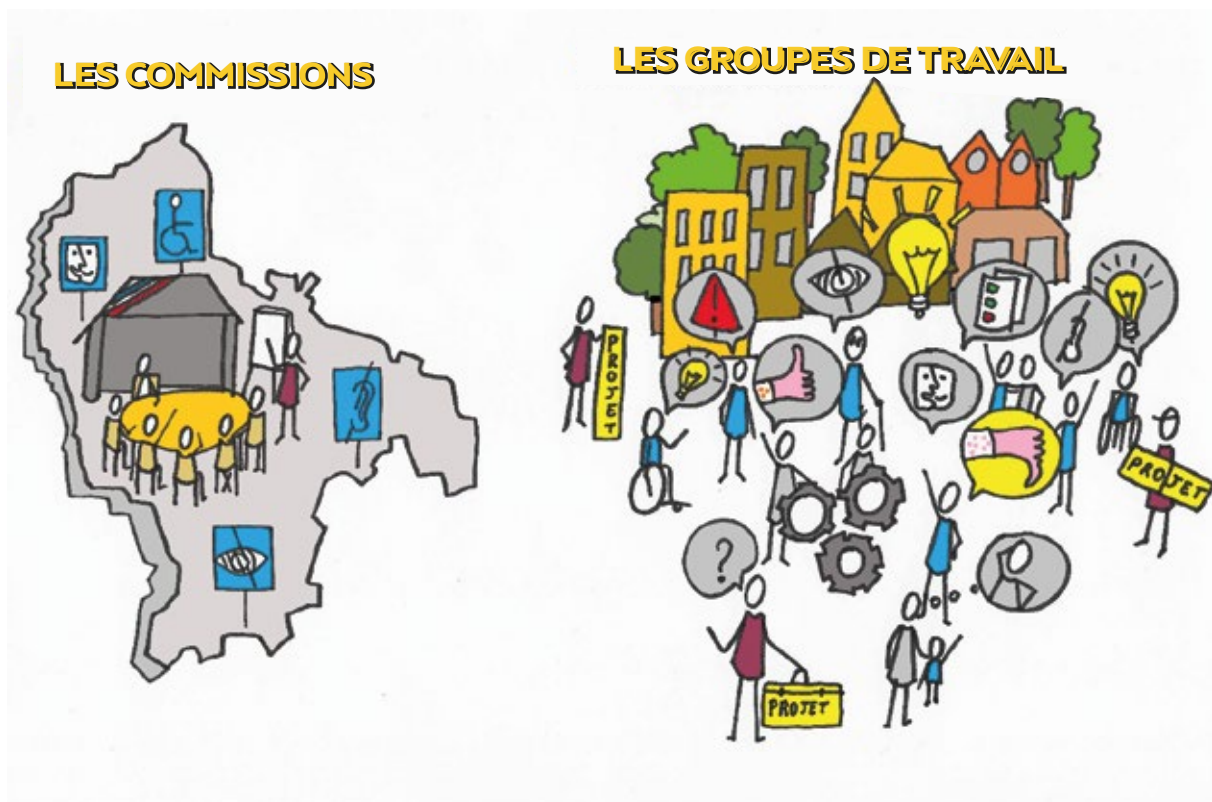 LES COMMISSIONS
LES GROUPES DE TRAVAIL
PROJET
PROJET
?
PROJET